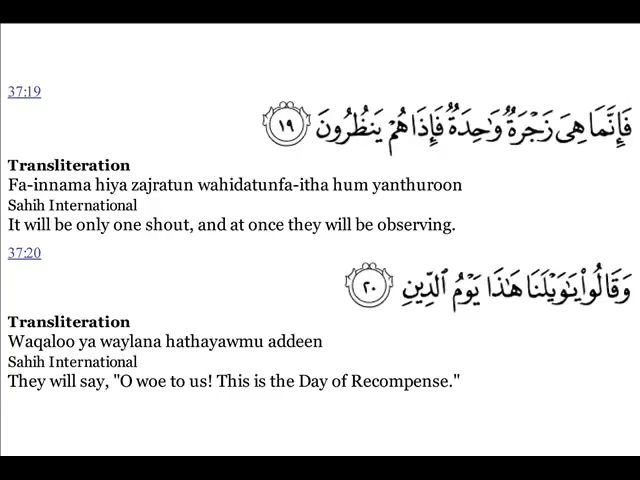 37:19
فَإِنَّمَا هِيَ زَجْرَةٌ وَٰحِدَةٌ فَإِذَا هُمْ يَنظُرُونَ ١٩
Transliteration
Fa-innama hiya zajratun wahidatunfa-itha hum yanthuroon
Sahih International
It will be only one shout, and at once they will be observing.
37:20
وَقَالُوا۟ يَٰوَيْلَنَا هَٰذَا يَوْمُ ٱلدِّينِ ٢٠
Transliteration
Waqaloo ya waylana hathayawmu addeen
Sahih International
They will say, "O woe to us! This is the Day of Recompense."